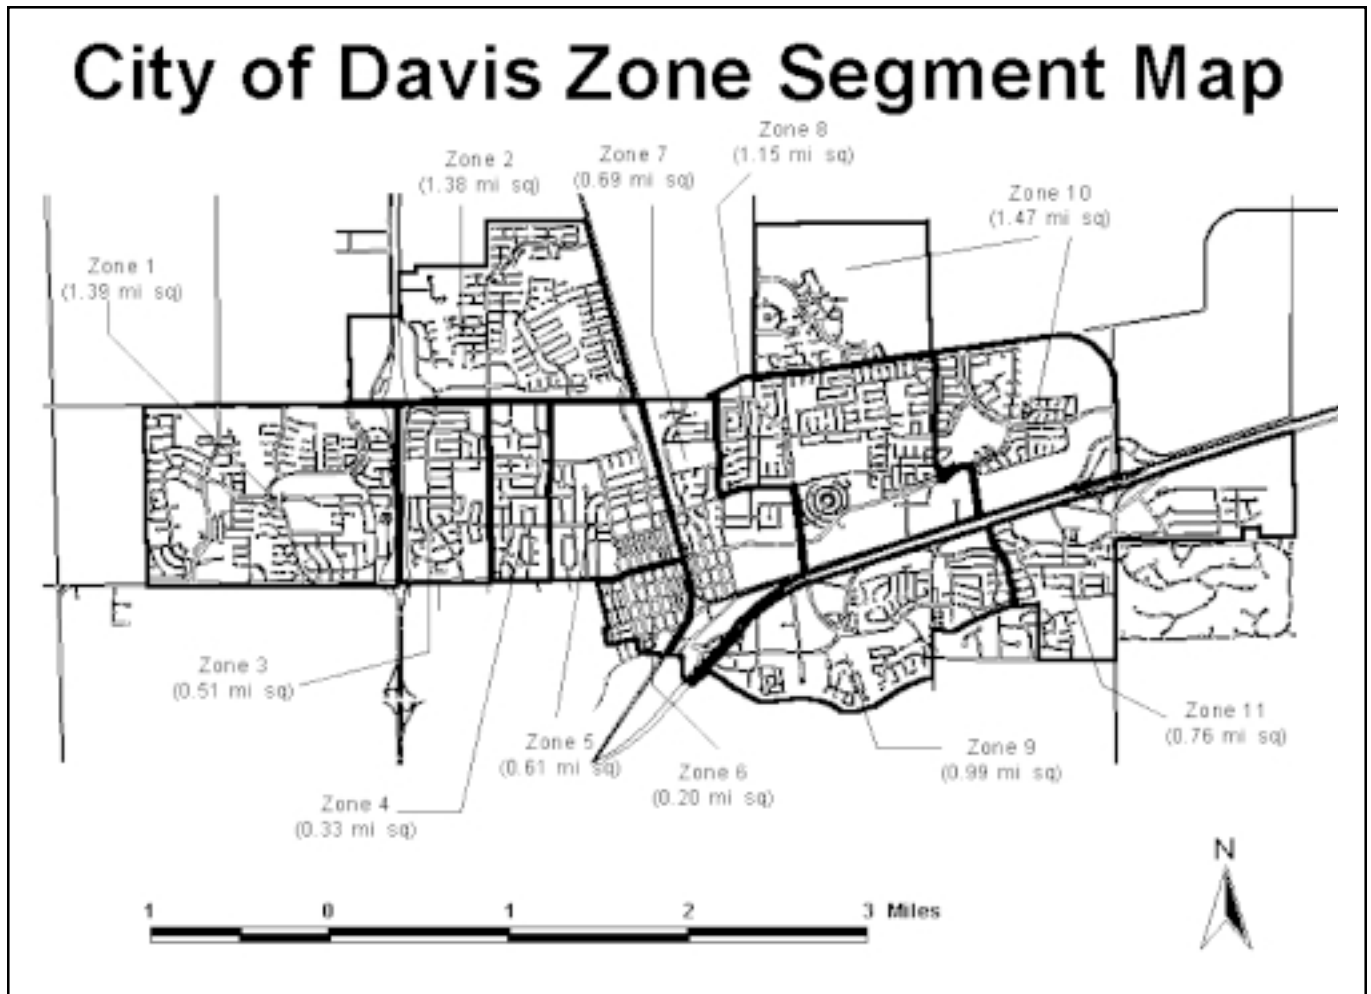 City of Davis Zone Segment Map
Zone 8
(1.15 mi sq)
Zone 7
(0.69 mi sq)
Zone 2
(1.38 mi sq)
Zone 10
(1.47 mi sq)
Zone 1
(1.39 mi sq)
Zone 3
(0.51 mi sq)
Zone 11
(0.76 mi sq)
Zone 5
(0.61 mi sq)
Zone 9
(0.99 mi sq)
Zone 6
(0.20 mi sq)
Zone 4
(0.33 mi sq)
N
1 0 1 2 3 Miles